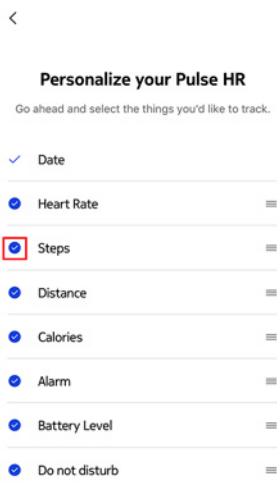 Personalize your Pulse HR
Go ahead and select the things you'd like to track.
Date
Heart Rate
Steps
Distance
Calories
Alarm
Battery Level
Do not disturb